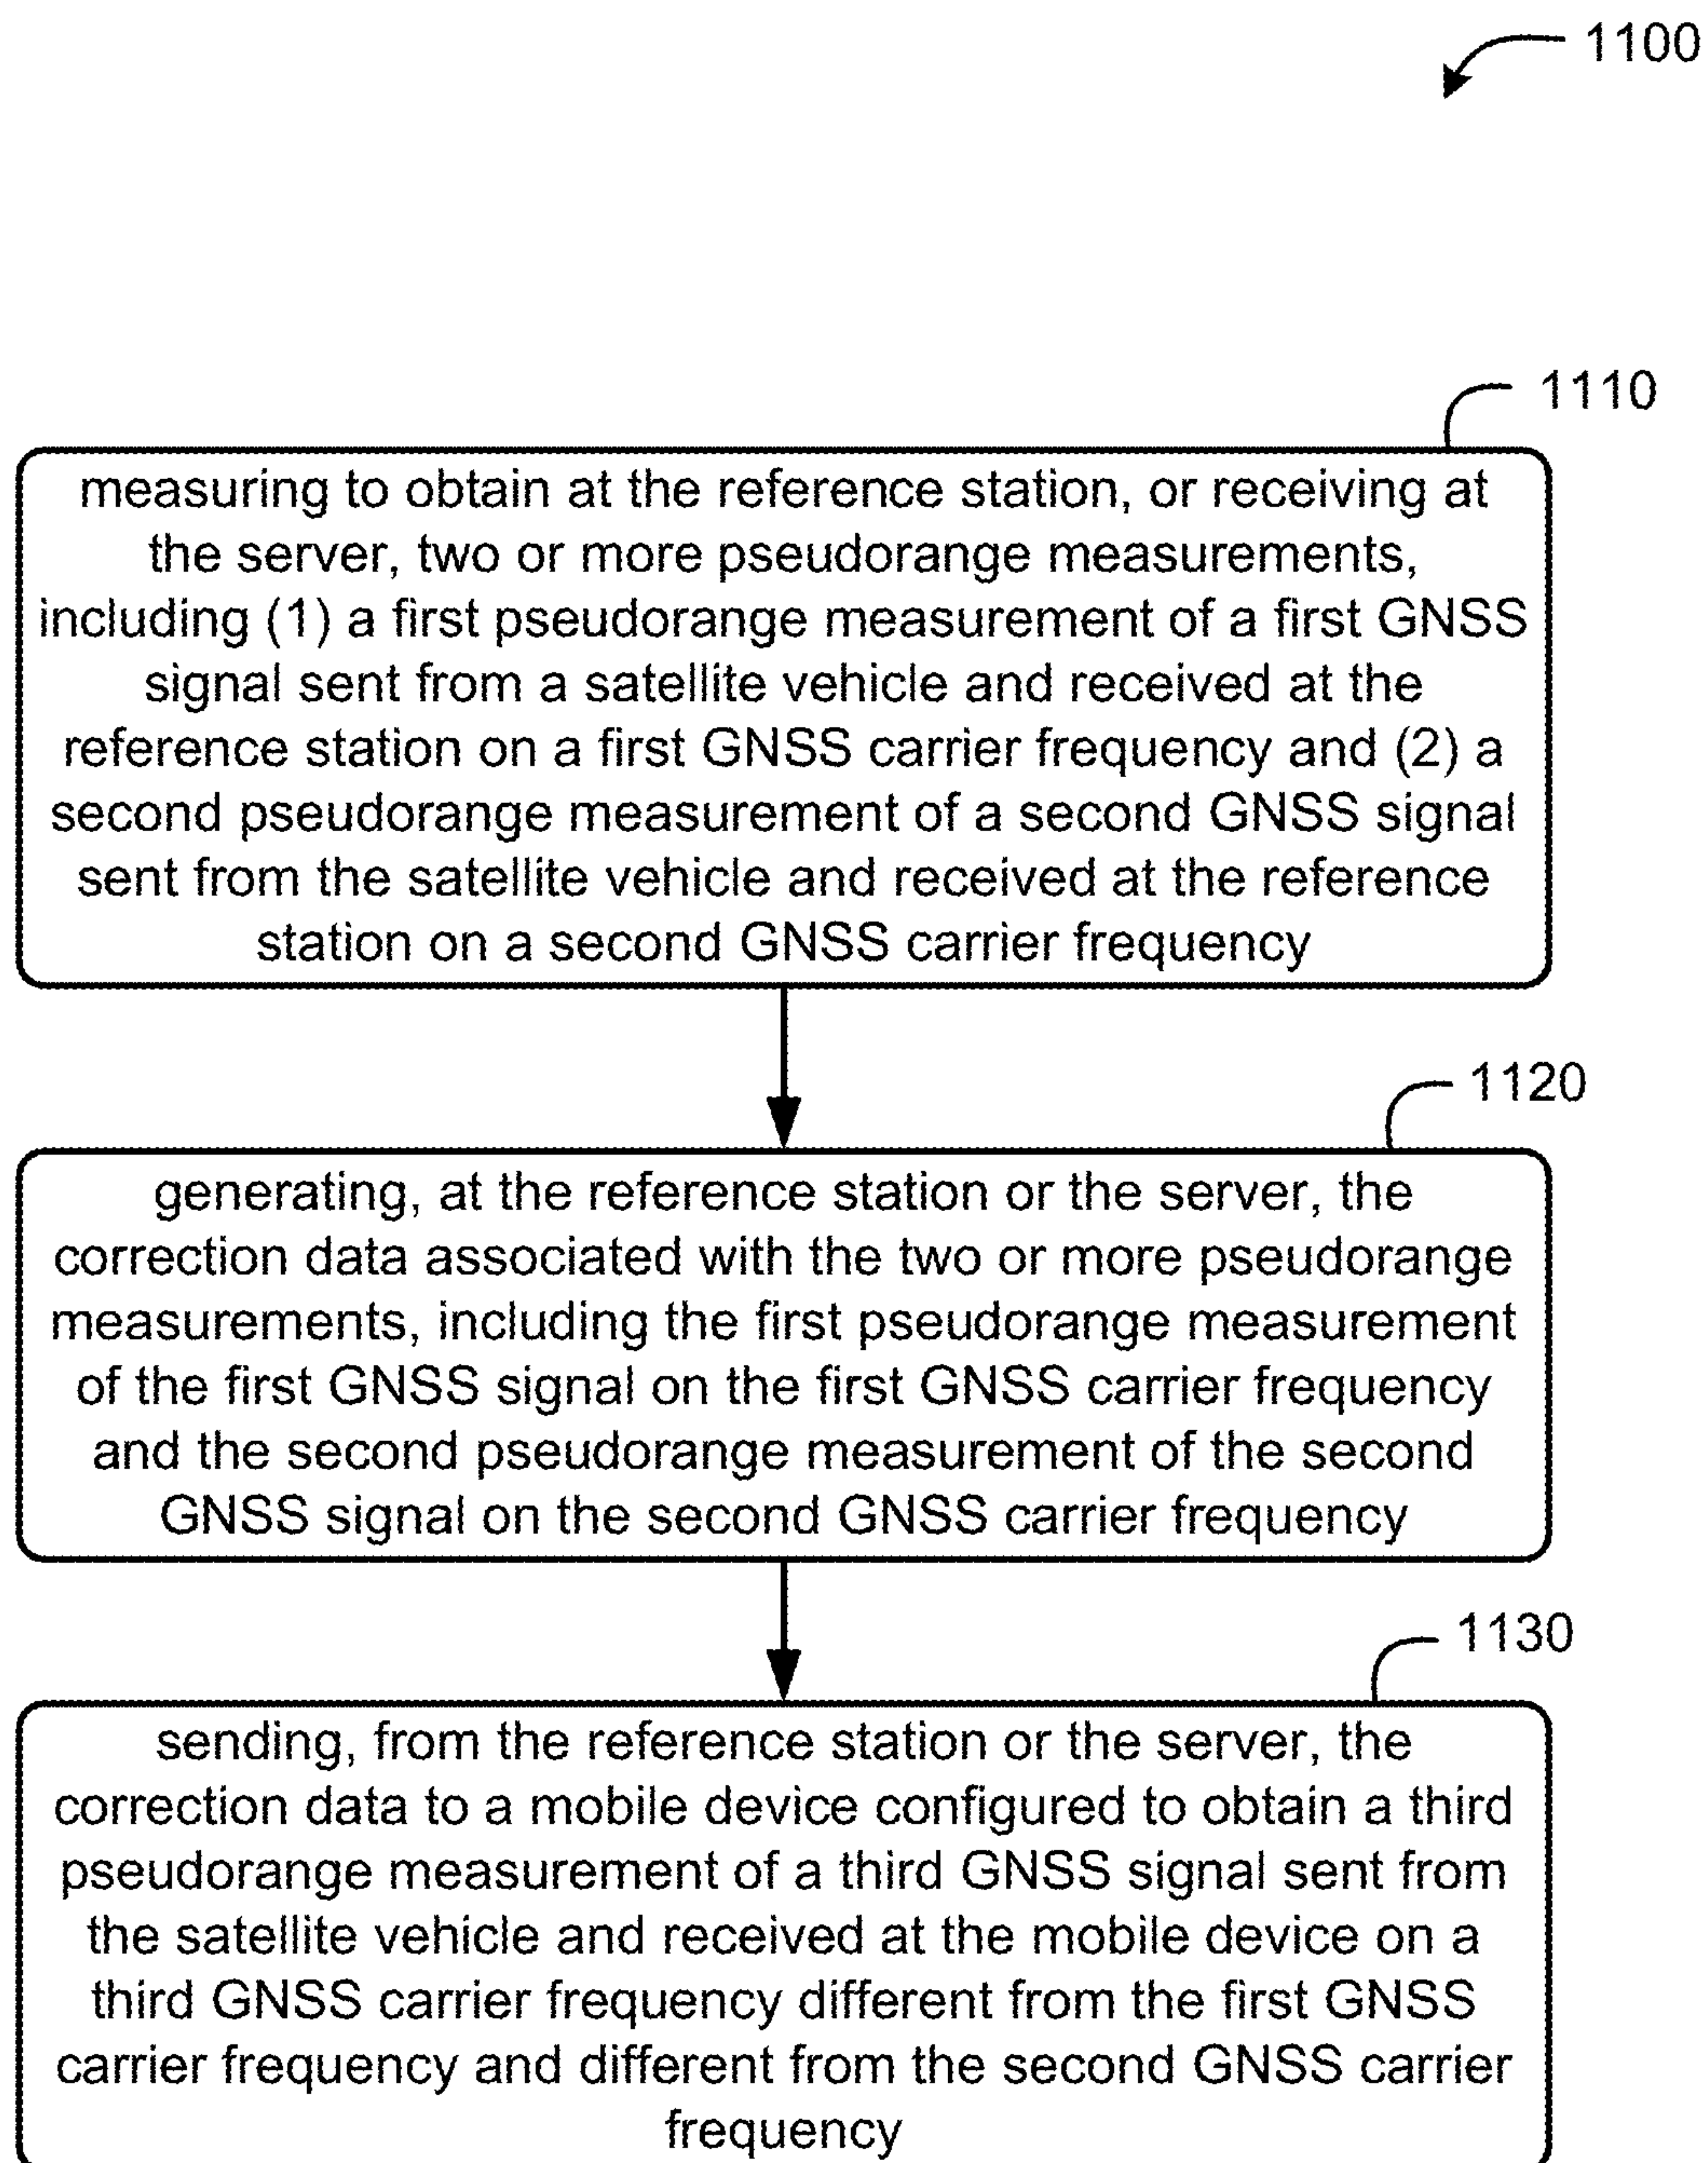 1100
1110
measuring to obtain at the reference station, or receiving at
the server, two or more pseudorange measurements,
including (1) a first pseudorange measurement of a first GNSS
signal sent from a satellite vehicle and received at the
reference station on a first GNSS carrier frequency and (2) a
second pseudorange measurement of a second GNSS signal
sent from the satellite vehicle and received at the reference
station on a second GNSS carrier frequency
1120
generating, at the reference station or the server, the
correction data associated with the two or more pseudorange
measurements, including the first pseudorange measurement
of the first GNSS signal on the first GNSS carrier frequency
and the second pseudorange measurement of the second
GNSS signal on the second GNSS carrier frequency
1130
sending, from the reference station or the server, the
correction data to a mobile device configured to obtain a third
pseudorange measurement of a third GNSS signal sent from
the satellite vehicle and received at the mobile device on a
third GNSS carrier frequency different from the first GNSS
carrier frequency and different from the second GNSS carrier
frequency